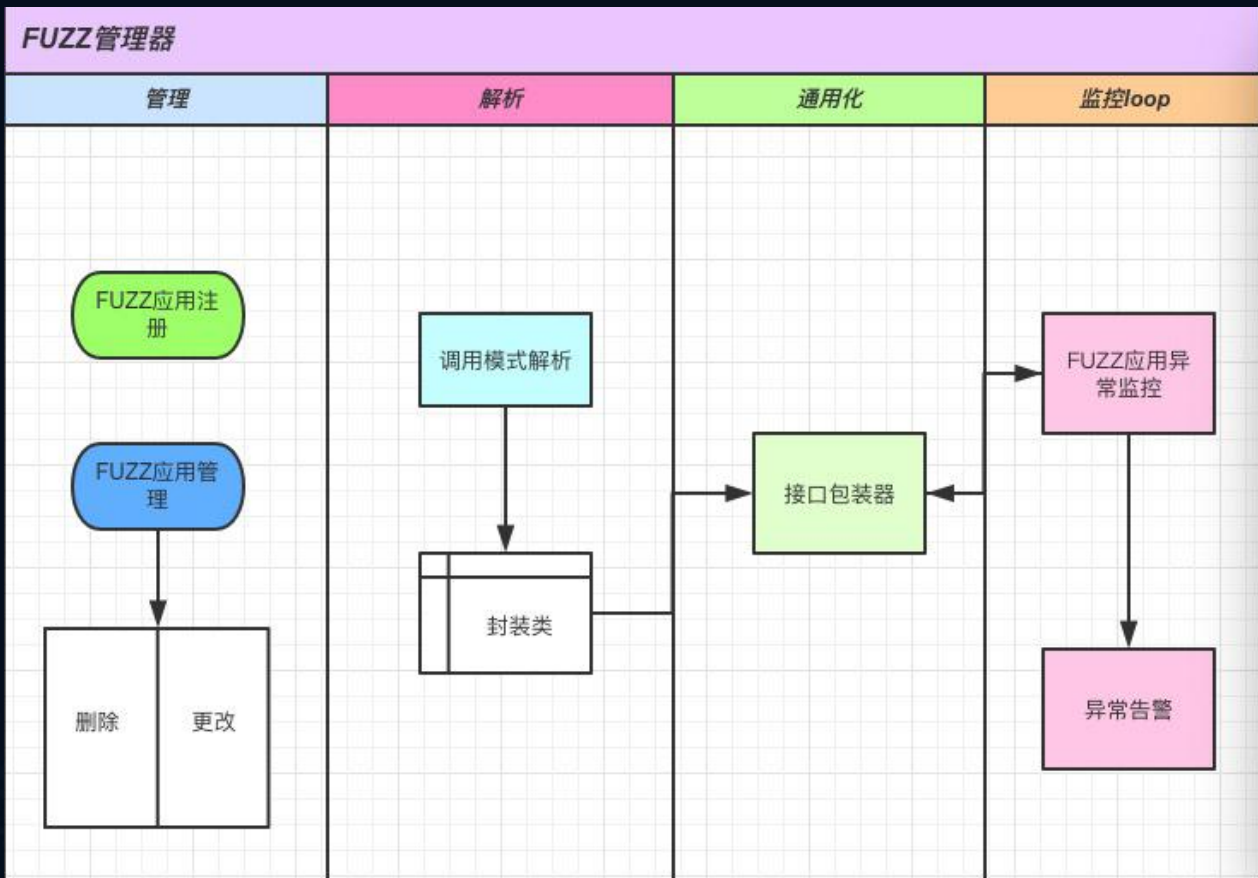 FUZZ管理器
管理
解析
通用化
监控loop
FUZZ应用注
册
FUZZ应用管
理
删除
更改
调用模式解析
封装类
接口包装器
FUZZ应用异
常监控
异常告警